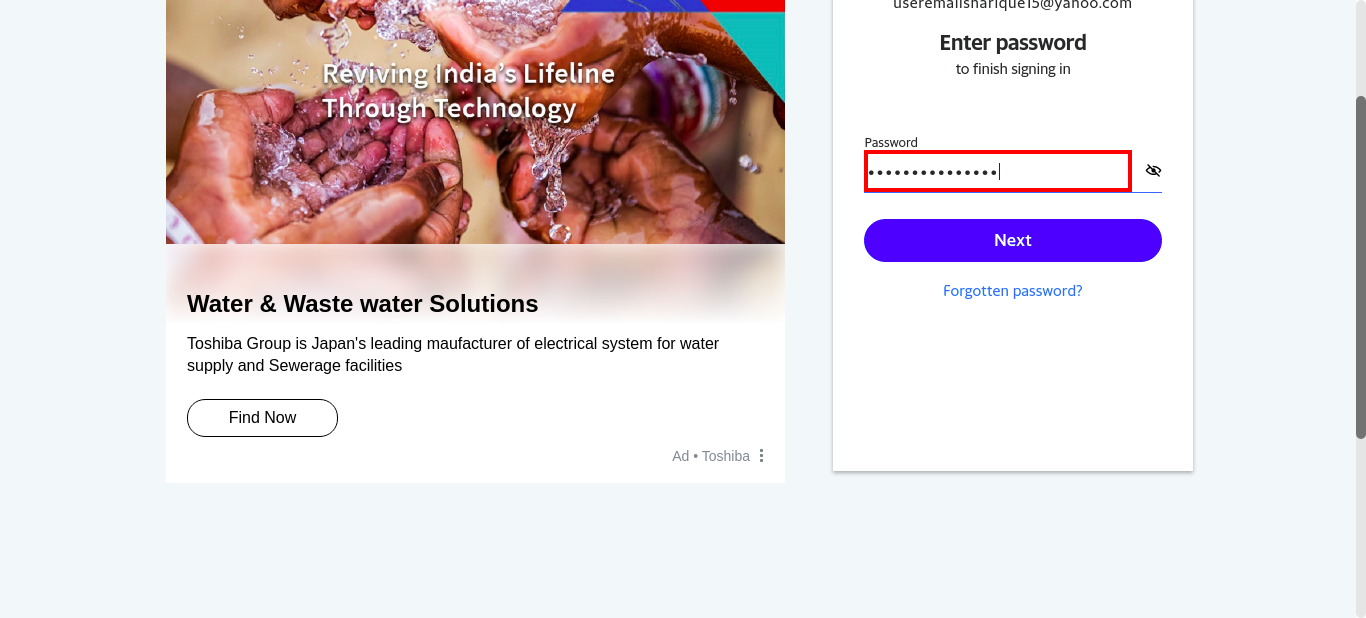 Reviving India's Lifeline
Through Technology
Water & Waste water Solutions
Toshiba Group is Japan's leading maufacturer of electrical system for water
supply and Sewerage facilities
Find Now
Ad • Toshiba
useremailsharique15@yahoo.com
Enter password
to finish signing in
Password
•••••••••••••••
Next
Forgotten password?